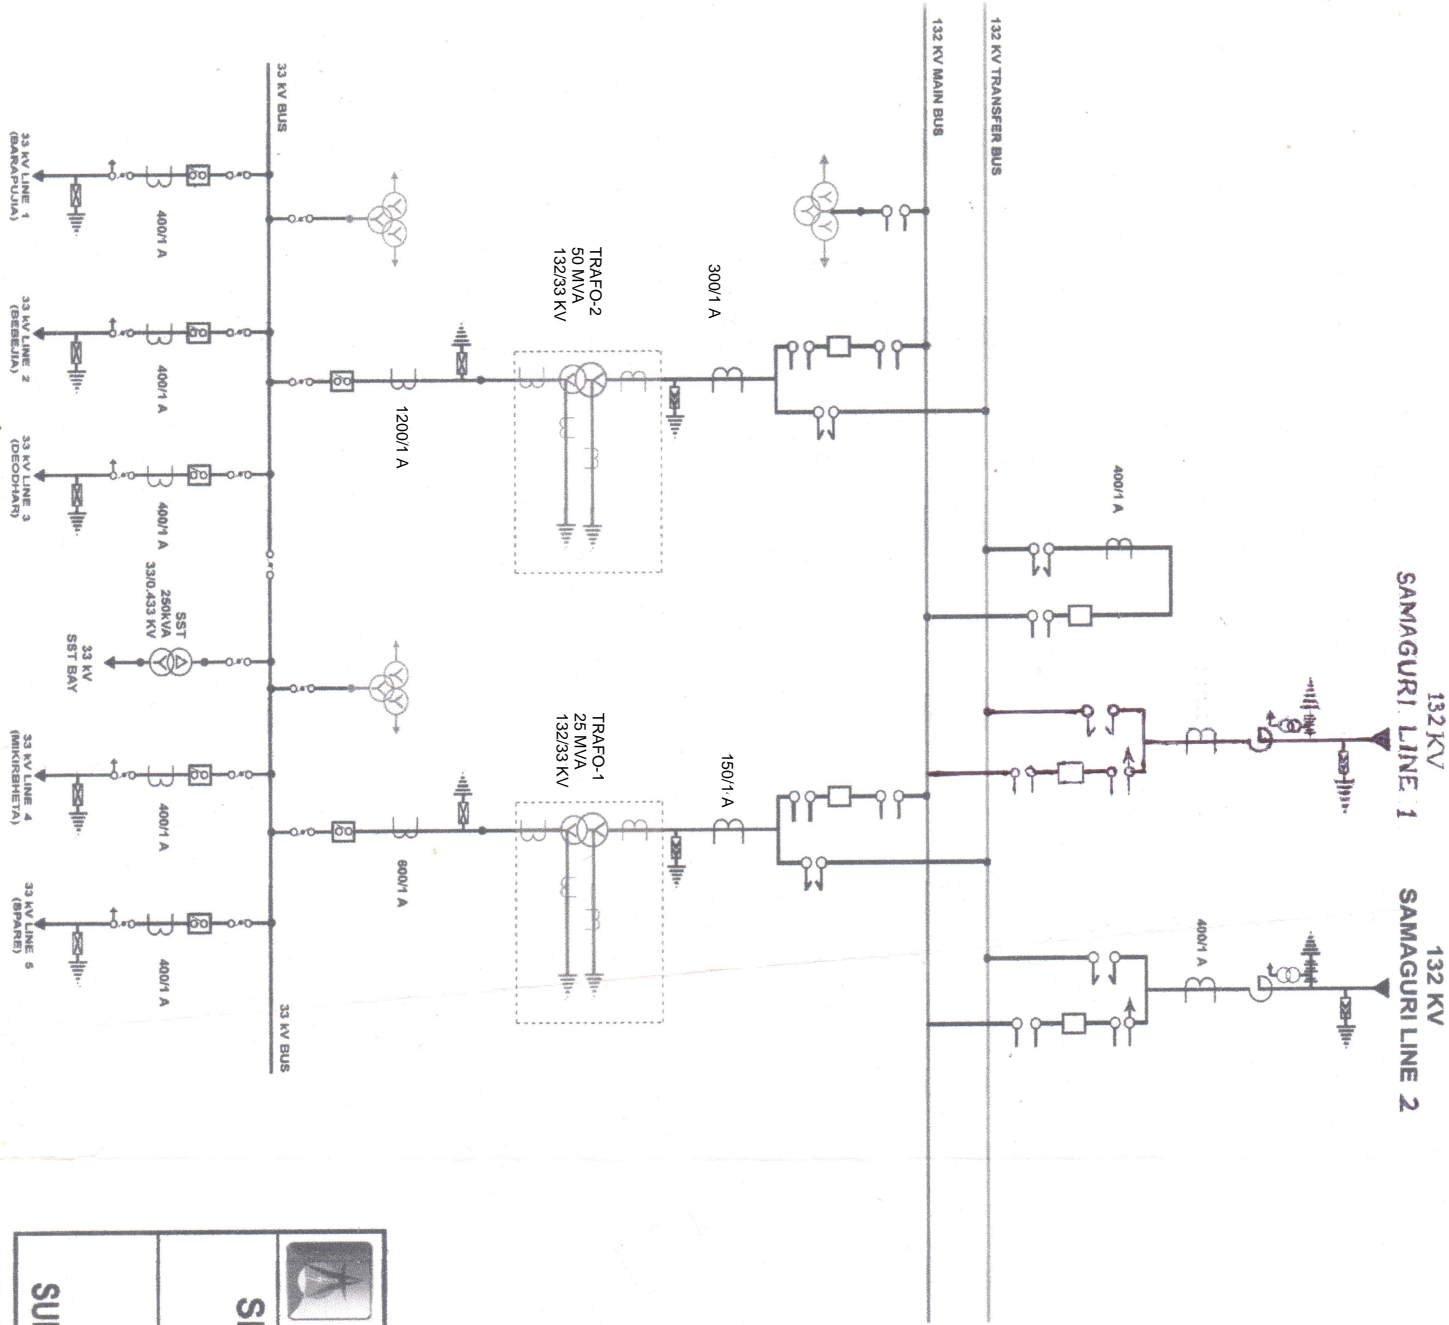 132 KV
SAMAGURI LINE 1
132 KV
SAMAGURI LINE 2
400/1 A
400/1 A
132 KV TRANSFER BUS
132 KV MAIN BUS
300/1 A
150/1 A
TRAFO-2
50 MVA
132/33 KV
TRAFO-1
25 MVA
132/33 KV
1200/1 A
600/1 A
33 kV BUS
33 kV BUS
400/1 A
400/1 A
400/1 A
SST
250kVA
33/0.433 KV
400/1 A
400/1 A
33 kV LINE 1
(BARAPUJIA)
33 kV LINE 2
(BEBEJIA)
33 kV LINE 3
(DEODHAR)
33 kV
SST BAY
33 kV LINE 4
(MIKIRBHETA)
33 kV LINE 5
(SPARE)